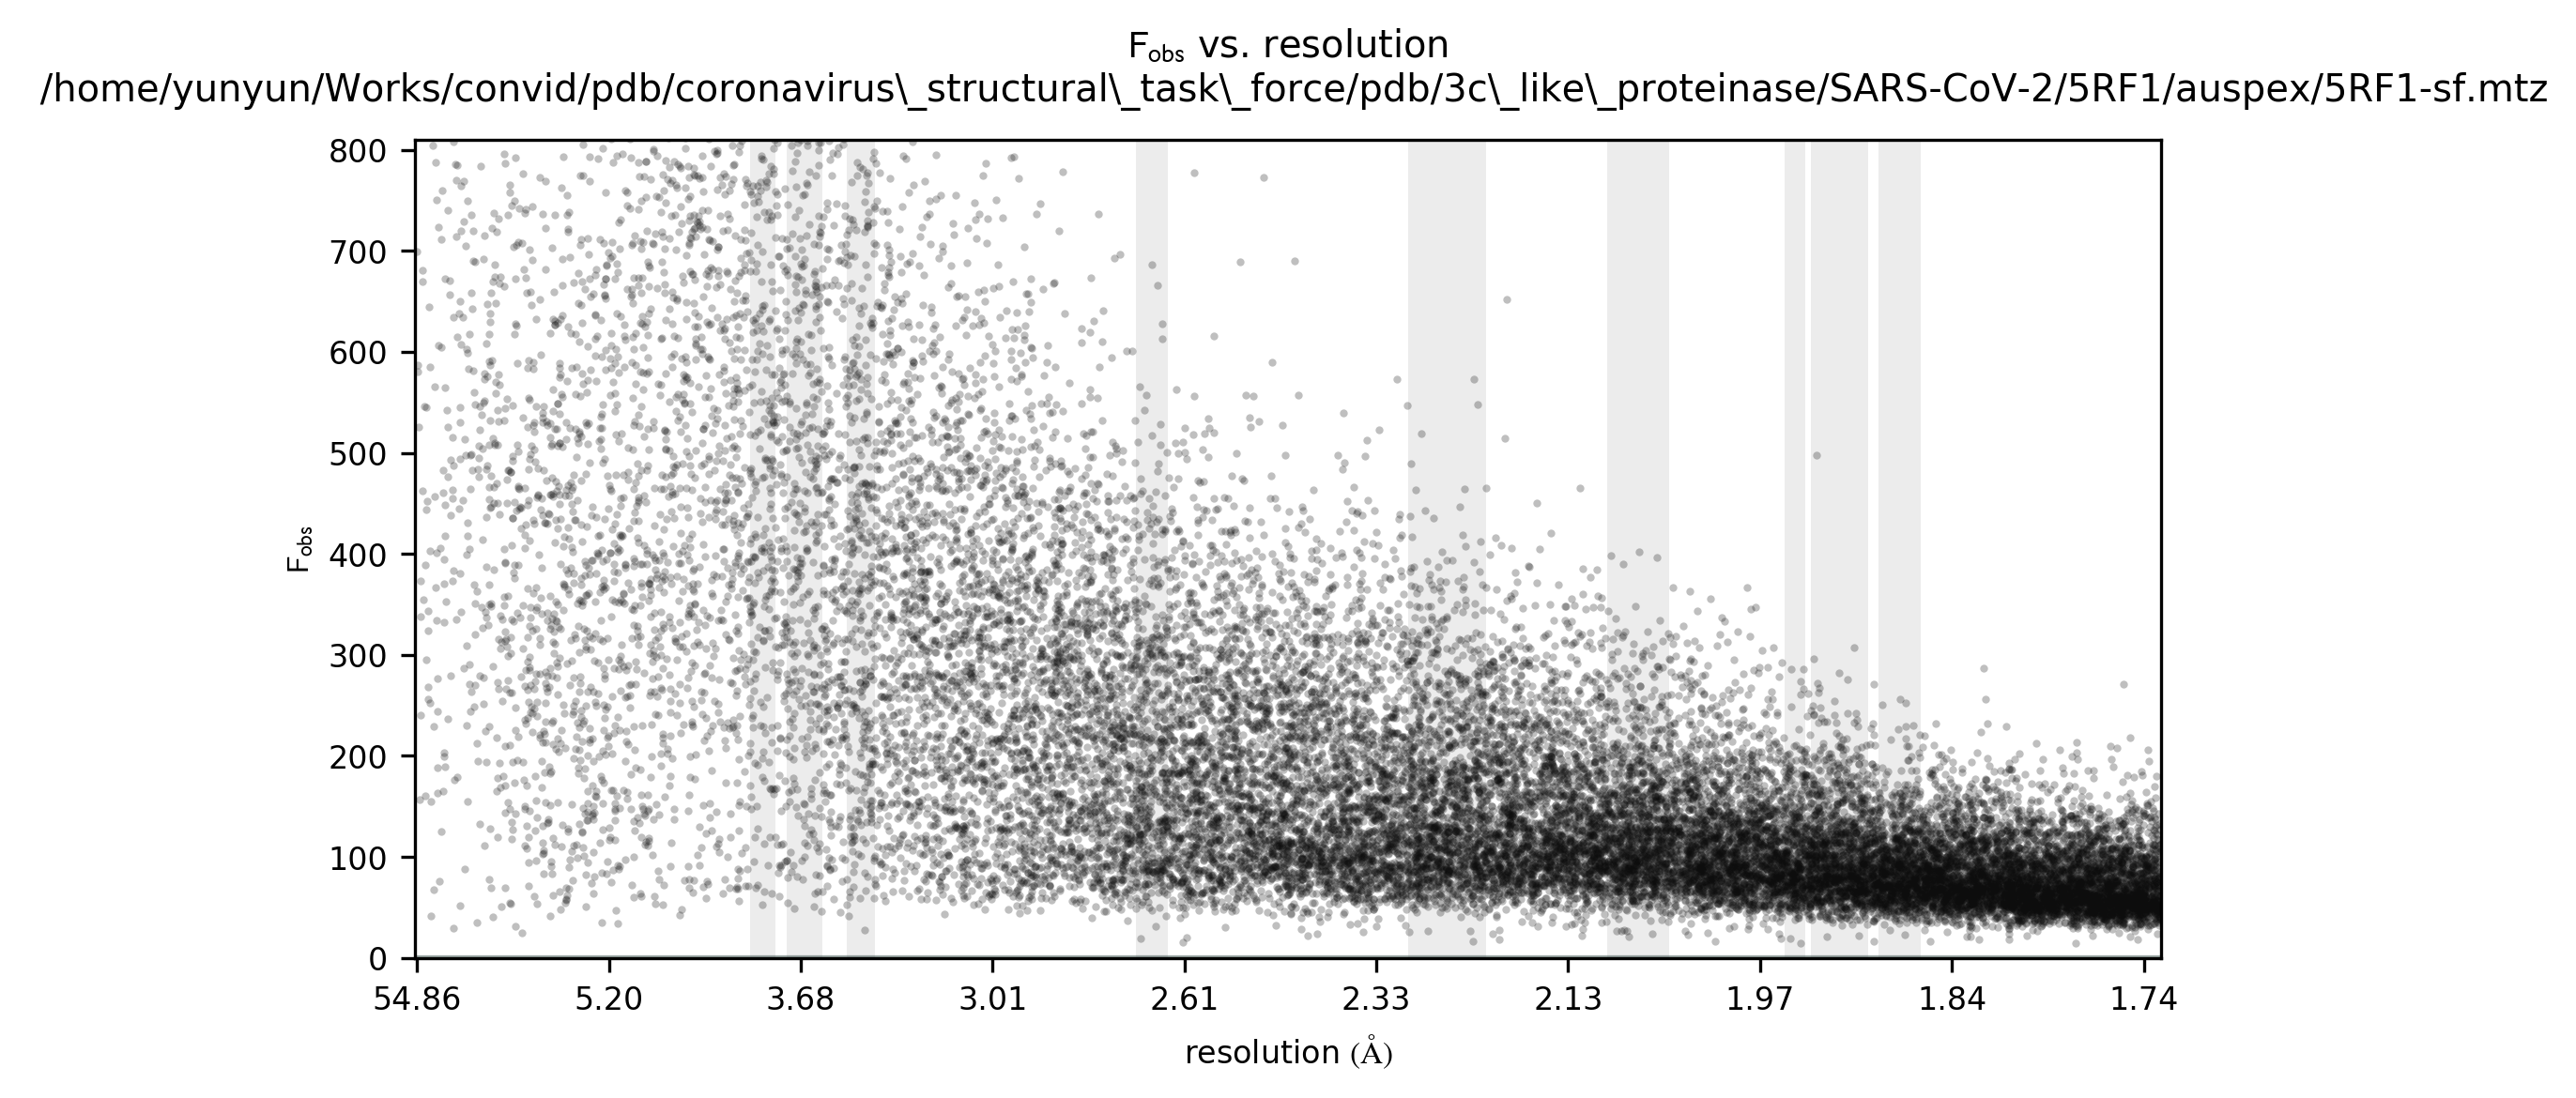 F_obs vs. resolution
/home/yunyun/Works/convid/pdb/coronavirus\_structural\_task\_force/pdb/3c\_like\_proteinase/SARS-CoV-2/5RF1/auspex/5RF1-sf.mtz
800
700
600
500
400
300
200
100
0
F_obs
54.86 5.20 3.68 3.01 2.61 2.33 2.13 1.97 1.84 1.74
resolution (Å)